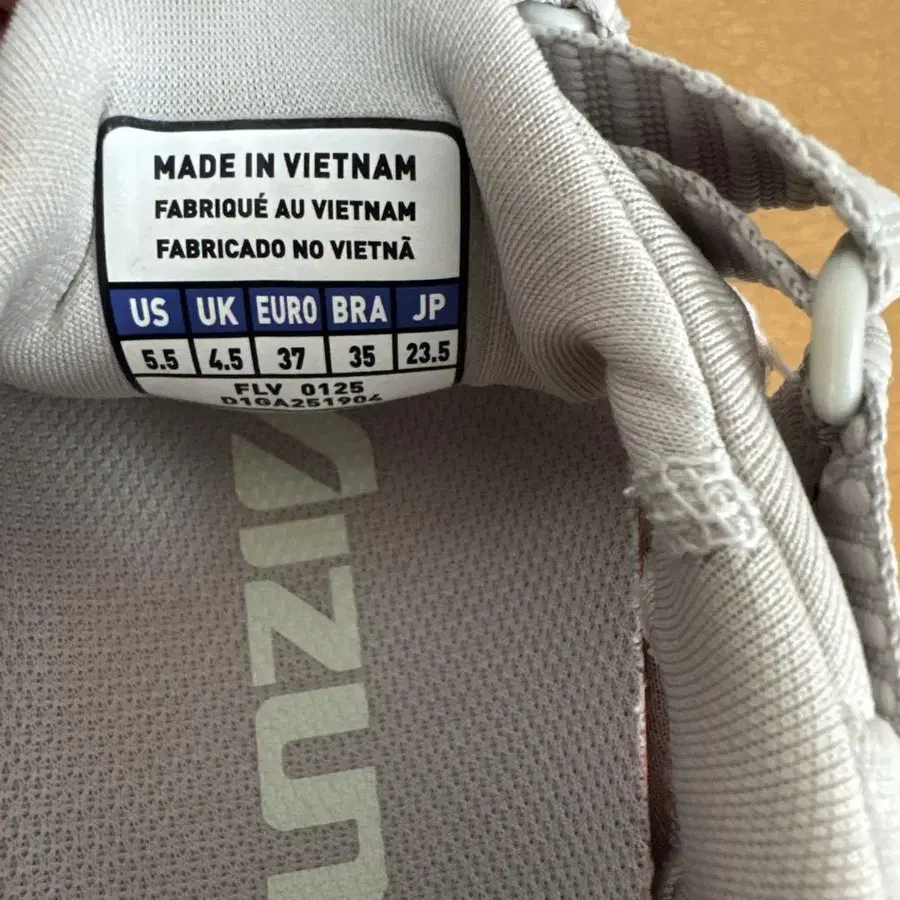 MADE IN VIETNAM
FABRIQUÉ AU VIETNAM
FABRICADO NO VIETNÃ
US UK EURO BRA JP
5.5 4.5 37 35 23.5
FLV 0125
D1GA251904
MIZUN